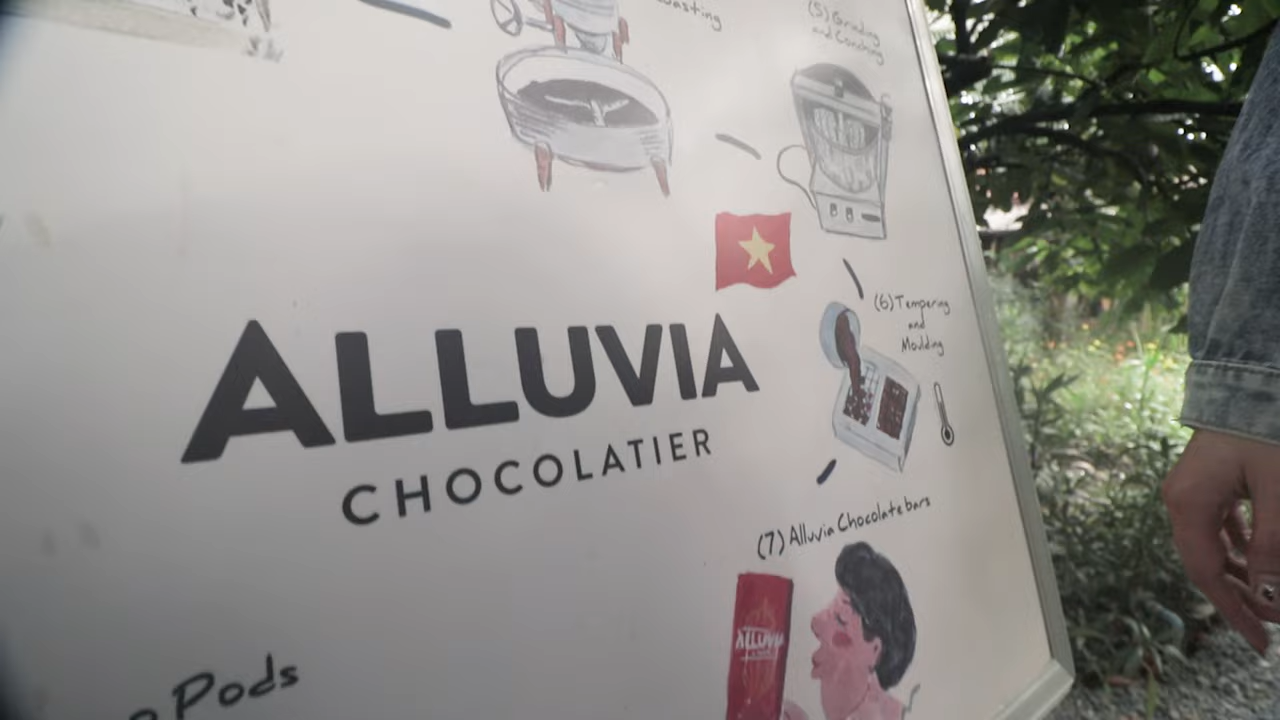 (5) Grinding
and Conching
ALLUVIA
CHOCOLATIER
(6) Tempering
and
Moulding
(7) Alluvia Chocolate bars
ALLUVIA
Pods